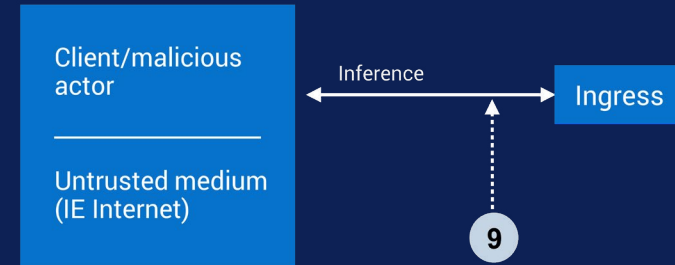 Client/malicious
actor
Inference
Ingress
Untrusted medium
(IE Internet)
9